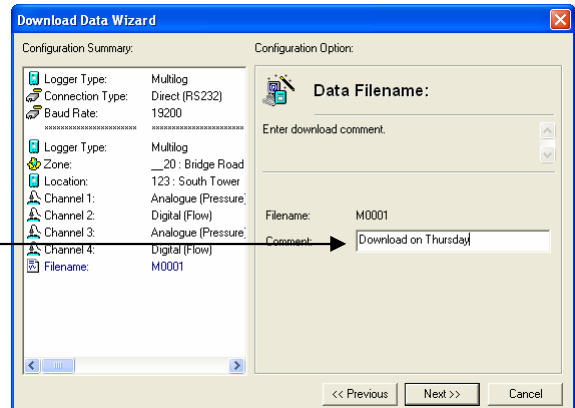 Download Data Wizard
Configuration Summary:
Logger Type: Multilog
Connection Type: Direct (RS232)
Baud Rate: 19200
xxxxxxxxxxxxxxxxxxxxxxx xxxxxxxxxxxxxxxxxxxxxxx
Logger Type: Multilog
Zone: __20 : Bridge Road
Location: 123 : South Tower
Channel 1: Analogue (Pressure)
Channel 2: Digital (Flow)
Channel 3: Analogue (Pressure)
Channel 4: Digital (Flow)
Filename: M0001
Configuration Option:
Data Filename:
Enter download comment.
Filename: M0001
Comment: Download on Thursday
<< Previous Next >> Cancel